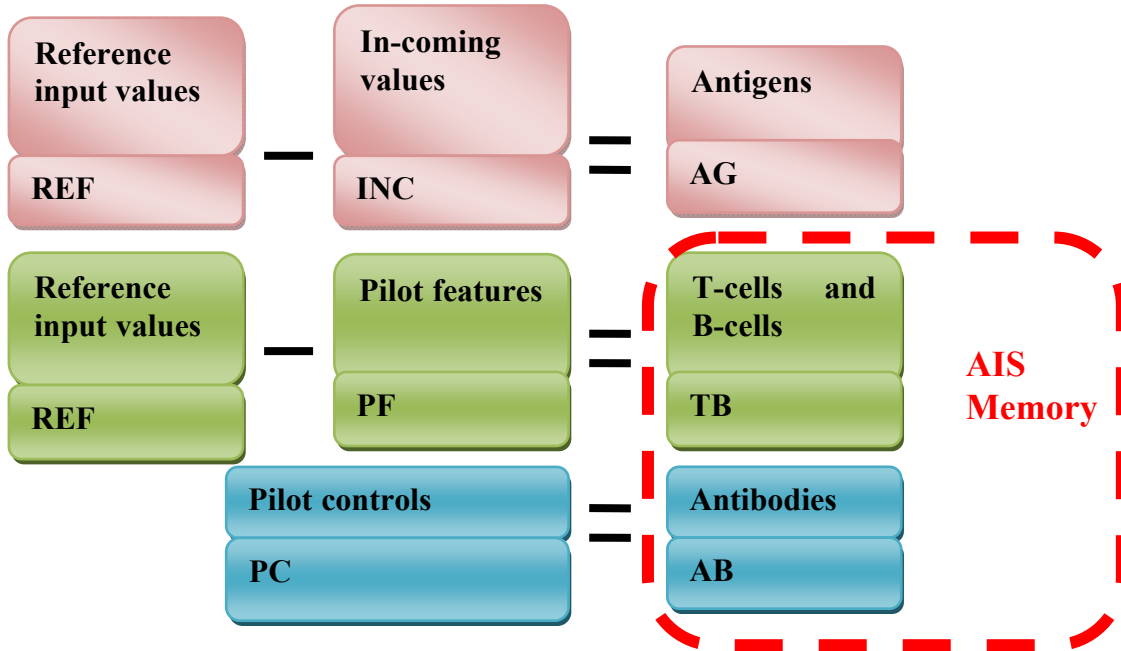 Reference
input values
REF
In-coming
values
INC
Antigens
AG
Reference
input values
REF
Pilot features
PF
T-cells and
B-cells
TB
AIS
Memory
Pilot controls
PC
Antibodies
AB